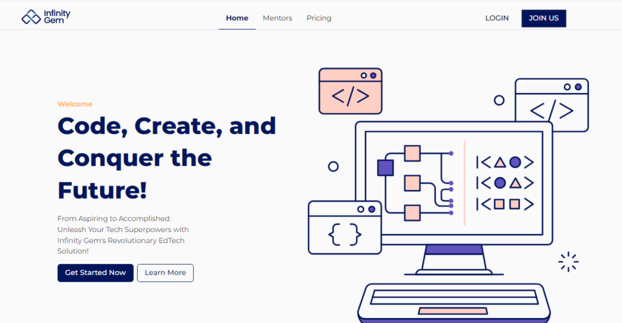 Infinity
Gem
Home
Mentors
Pricing
LOGIN
JOIN US
Welcome
Code, Create, and
Conquer the
Future!
From Aspiring to Accomplished:
Unleash Your Tech Superpowers with
Infinity Gem's Revolutionary EdTech
Solution!
Get Started Now
Learn More